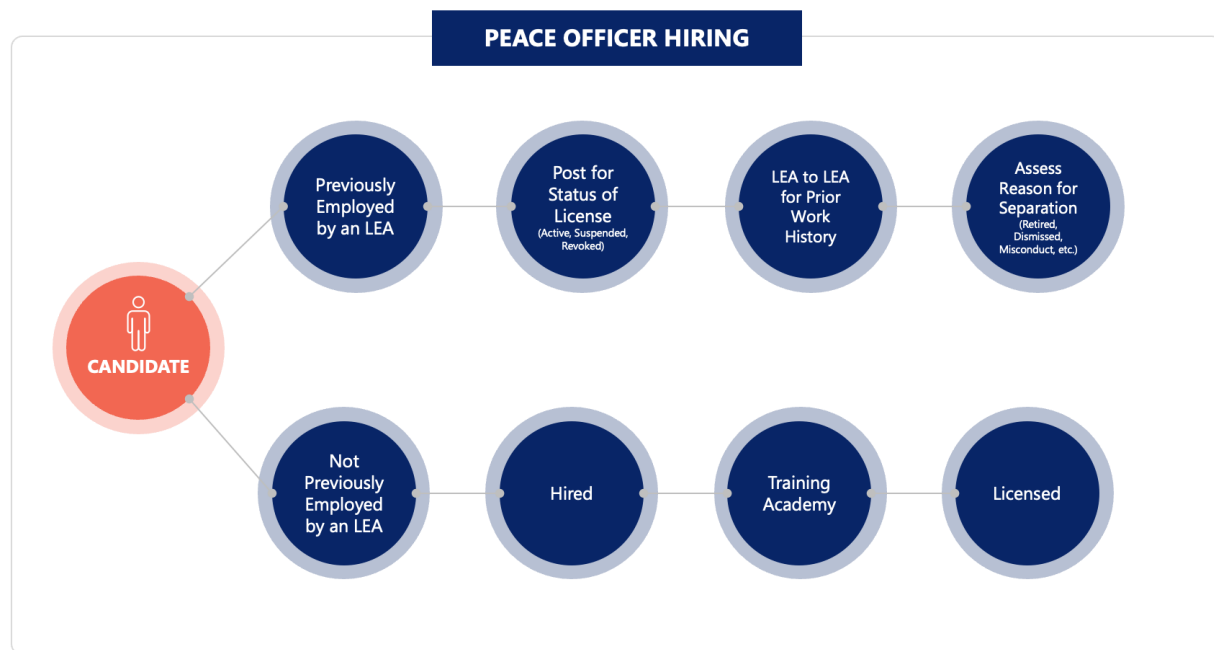 PEACE OFFICER HIRING
Previously
Employed
by an LEA
Post for
Status of
License
(Active, Suspended,
Revoked)
LEA to LEA
for Prior
Work
History
Assess
Reason for
Separation
(Retired,
Dismissed,
Misconduct, etc.)
CANDIDATE
Not
Previously
Employed
by an LEA
Hired
Training
Academy
Licensed